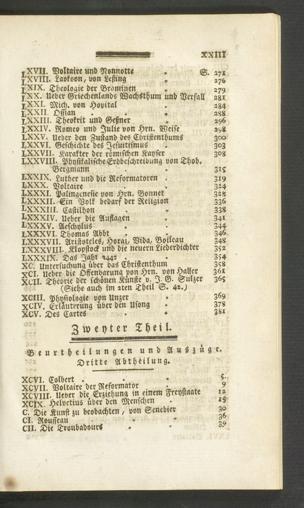 XXIII
LXVII. Voltaire und Nonnotte S. 271
LXVIII. Laokoon, von Leßing 276
LXIX. Theologie der Brominen 279
LXX. Ueber Griechenlands Wachsthum und Verfall 281
LXXI. Mich. von Hopital 284
LXXII. Oßian 288
LXXIII. Theokrit und Geßner 296
LXXIV. Romeo und Julie von Hrn. Weise 298
LXXV. Ueber den Zustand des Christenthums 300
LXXVI. Geschichte des Jesuitismus 303
LXXVII. Karakter der römischen Kayser 308
LXXVIII. Physikalische Erdbeschreibung von Thob.
Bergmann 315
LXXIX. Luther und die Reformatoren 319
LXXX. Voltaire 324
LXXXI. Palingenesie von Hrn. Bonnet 328
LXXXII. Ein Volk bedarf der Religion 336
LXXXIII. Castilhon 338
LXXXIV. Ueber die Auflagen 341
LXXXV. Aeschylus 344
LXXXVI. Thomas Abbt 346
LXXXVII. Aristoteles, Horaz, Vida, Boileau 348
LXXXVIII. Klopstock und die neuern Liederdichter 352
LXXXIX. Das Jahr 2440 354
XC. Untersuchung über das Christenthum 358
XCI. Ueber die Offenbarung von Hrn. von Haller 361
XCII. Theorie der schönen Künste v. J. G. Sulzer 365
(Siehe auch im 2ten Theil S. 42.)
XCIII. Physiologie von Unzer 369
XCIV. Erläutrerung über den Usong 378
XCV. Des Cartes 381
Zweyter Theil.
Beurtheilungen und Auszüge.
Dritte Abtheilung.
XCVI. Colbert 5
XCVII. Voltaire der Reformator 9
XCVIII. Ueber die Erziehung in einem Freystaate 12
XCIX. Helvetius über den Menschen 15
C. Die Kunst zu beobachten, von Senebier 30
CI. Rousseau 36
CII. Die Troubadours 39